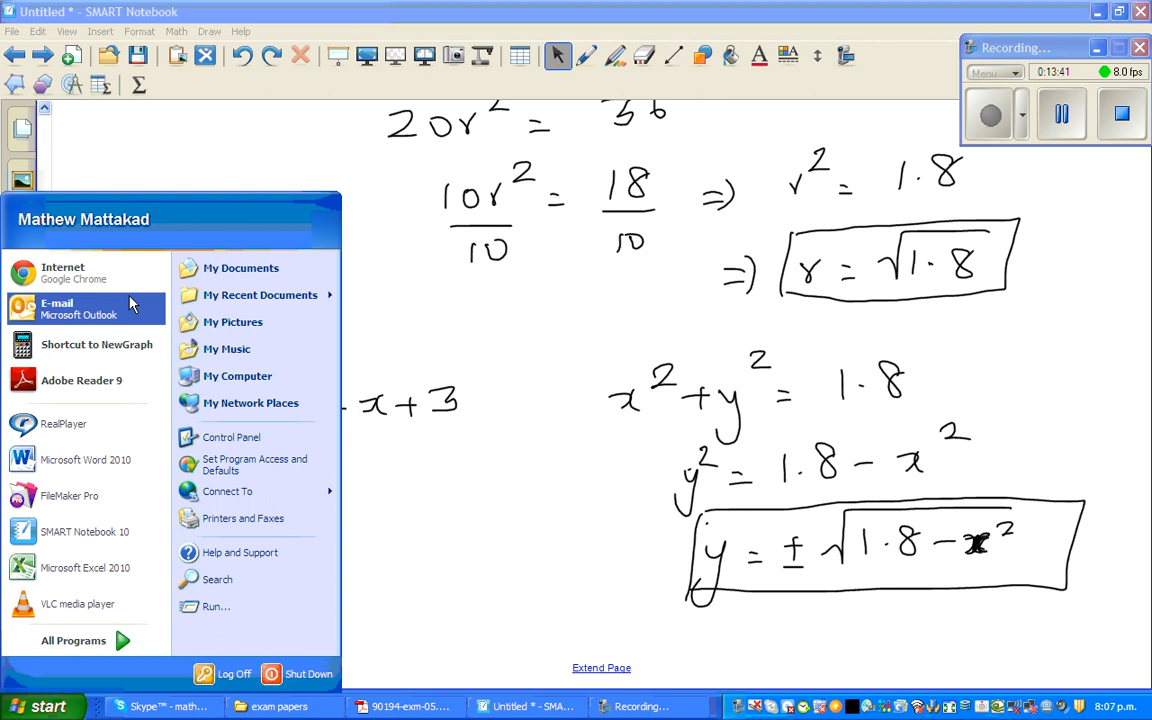 Untitled * - SMART Notebook
File Edit View Insert Format Math Draw Help
Recording...
Menu 0:13:41 8.0 fps
20r² = 36
10r² = 18 => r² = 1.8
10 10
=> r = √1.8
x² + y² = 1.8
- x + 3
y² = 1.8 - x²
y = ± √1.8 - x²
Extend Page
Mathew Mattakad
Internet
Google Chrome
E-mail
Microsoft Outlook
Shortcut to NewGraph
Adobe Reader 9
RealPlayer
Microsoft Word 2010
FileMaker Pro
SMART Notebook 10
Microsoft Excel 2010
VLC media player
All Programs
My Documents
My Recent Documents
My Pictures
My Music
My Computer
My Network Places
Control Panel
Set Program Access and
Defaults
Connect To
Printers and Faxes
Help and Support
Search
Run...
Log Off Shut Down
start Skype™ - math... exam papers 90194-exm-05.... Untitled * - SMA... Recording... 8:07 p.m.